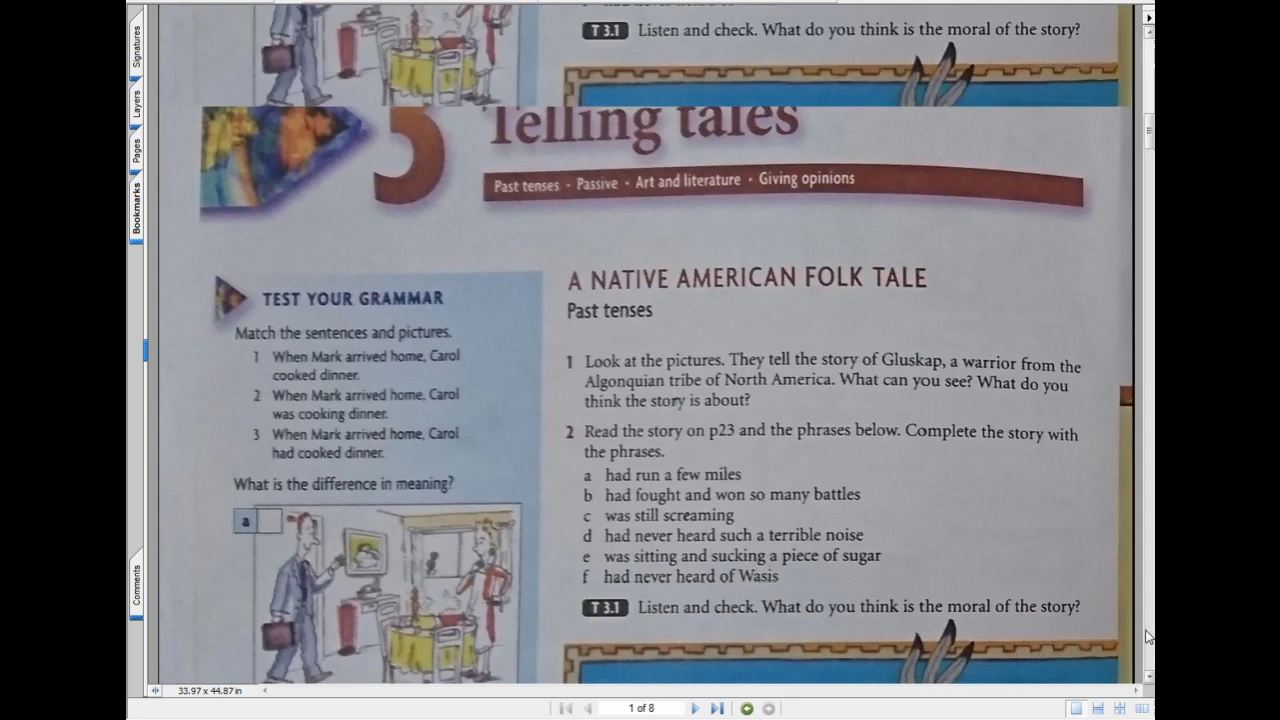 T 3.1 Listen and check. What do you think is the moral of the story?
3 Telling tales
Past tenses · Passive · Art and literature · Giving opinions
TEST YOUR GRAMMAR
Match the sentences and pictures.
1 When Mark arrived home, Carol
cooked dinner.
2 When Mark arrived home, Carol
was cooking dinner.
3 When Mark arrived home, Carol
had cooked dinner.
What is the difference in meaning?
a
A NATIVE AMERICAN FOLK TALE
Past tenses
1 Look at the pictures. They tell the story of Gluskap, a warrior from the
Algonquian tribe of North America. What can you see? What do you
think the story is about?
2 Read the story on p23 and the phrases below. Complete the story with
the phrases.
a had run a few miles
b had fought and won so many battles
c was still screaming
d had never heard such a terrible noise
e was sitting and sucking a piece of sugar
f had never heard of Wasis
T 3.1 Listen and check. What do you think is the moral of the story?
Signatures
Layers
Pages
Bookmarks
Comments
33.97 x 44.87 in
1 of 8